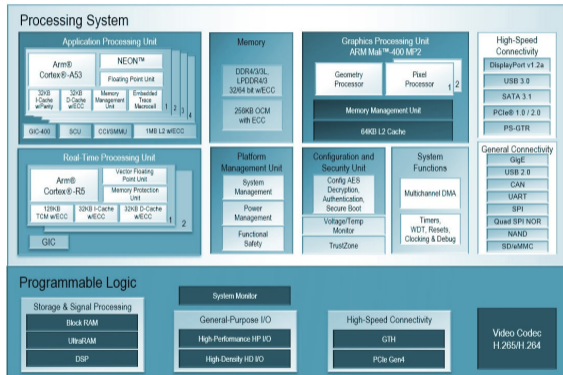 Processing System
Application Processing Unit
Arm®
Cortex®-A53
NEON™
Floating Point Unit
32KB
I-Cache
w/Parity
32KB
D-Cache
w/ECC
Memory
Management
Unit
Embedded
Trace
Macrocell
1
2
3
4
GIC-400
SCU
CCI/SMMU
1MB L2 w/ECC
Memory
DDR4/3/3L,
LPDDR4/3
32/64 bit w/ECC
256KB OCM
with ECC
Graphics Processing Unit
ARM Mali™-400 MP2
Geometry
Processor
Pixel
Processor
1
2
Memory Management Unit
64KB L2 Cache
High-Speed
Connectivity
DisplayPort v1.2a
USB 3.0
SATA 3.1
PCIe® 1.0 / 2.0
PS-GTR
Real-Time Processing Unit
Arm®
Cortex®-R5
Vector Floating
Point Unit
Memory Protection
Unit
128KB
TCM w/ECC
32KB I-Cache
w/ECC
32KB D-Cache
w/ECC
1
2
GIC
Platform
Management Unit
System
Management
Power
Management
Functional
Safety
Configuration and
Security Unit
Config AES
Decryption,
Authentication,
Secure Boot
Voltage/Temp
Monitor
TrustZone
System
Functions
Multichannel DMA
Timers,
WDT, Resets,
Clocking & Debug
General Connectivity
GigE
USB 2.0
CAN
UART
SPI
Quad SPI NOR
NAND
SD/eMMC
Programmable Logic
Storage & Signal Processing
Block RAM
UltraRAM
DSP
System Monitor
General-Purpose I/O
High-Performance HP I/O
High-Density HD I/O
High-Speed Connectivity
GTH
PCIe Gen4
Video Codec
H.265/H.264